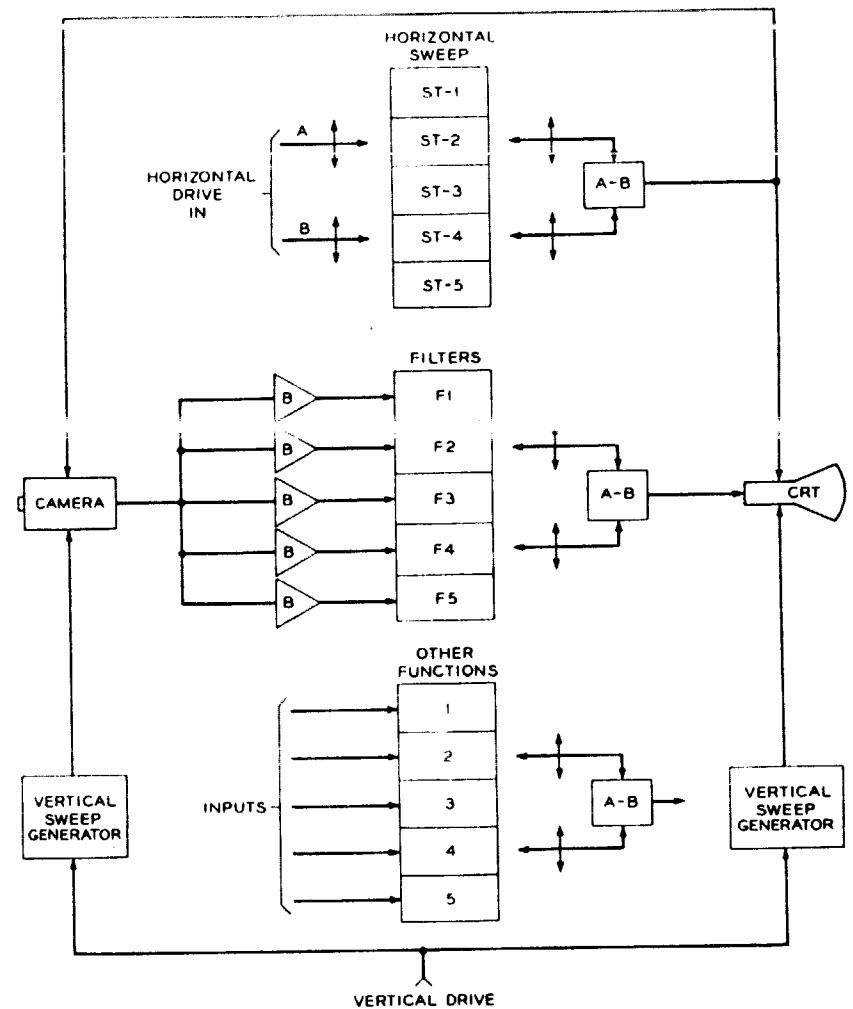 HORIZONTAL
SWEEP
ST-1
ST-2
ST-3
ST-4
ST-5
A
B
HORIZONTAL
DRIVE
IN
A-B
FILTERS
B
F1
B
F2
B
F3
B
F4
B
F5
CAMERA
A-B
CRT
OTHER
FUNCTIONS
1
2
3
4
5
INPUTS
A-B
VERTICAL
SWEEP
GENERATOR
VERTICAL
SWEEP
GENERATOR
VERTICAL DRIVE